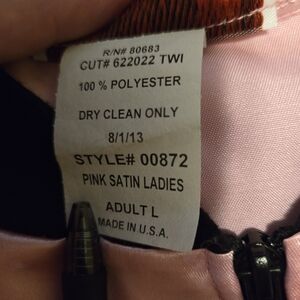 R/N# 80683
CUT# 622022 TWI
100 % POLYESTER
DRY CLEAN ONLY
8/1/13
STYLE# 00872
PINK SATIN LADIES
ADULT L
MADE IN U.S.A.